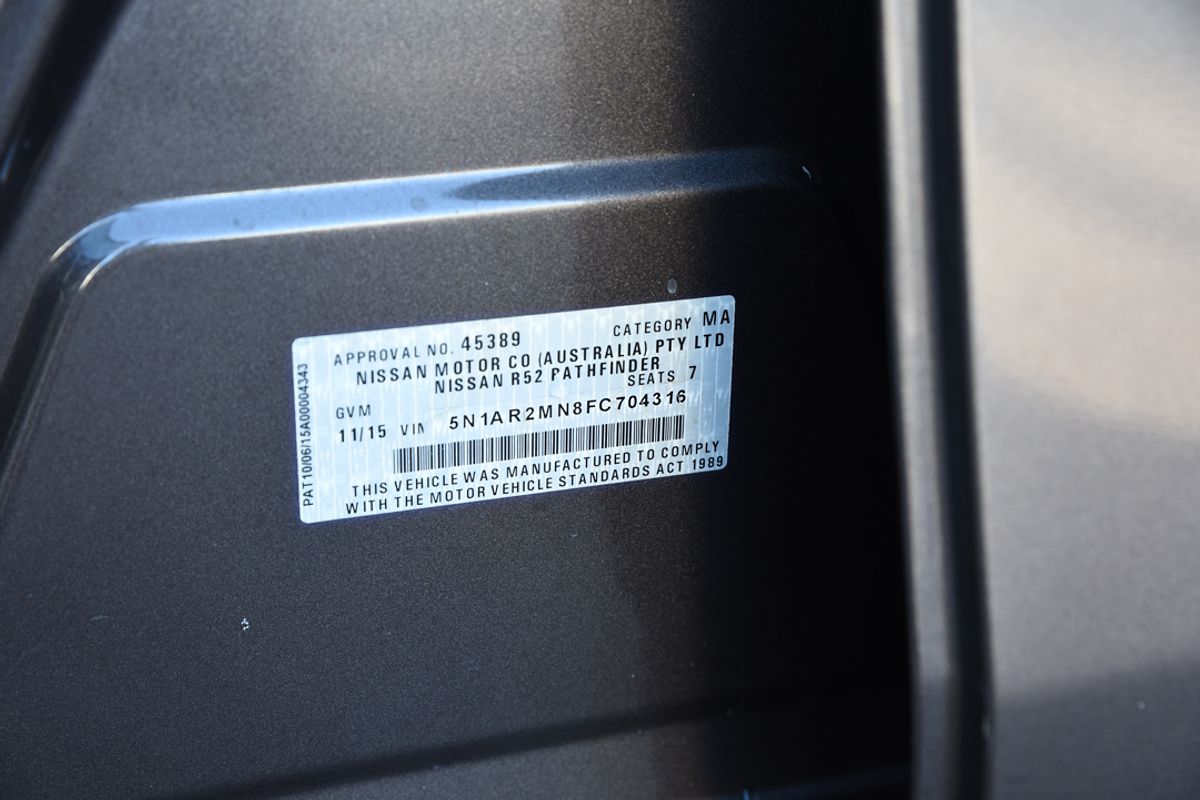 APPROVAL NO. 45389 CATEGORY MA
NISSAN MOTOR CO (AUSTRALIA) PTY LTD
NISSAN R52 PATHFINDER
SEATS 7
GVM
11/15 VIN 5N1AR2MN8FC704316
THIS VEHICLE WAS MANUFACTURED TO COMPLY
WITH THE MOTOR VEHICLE STANDARDS ACT 1989
PAT10/06/15A00004343